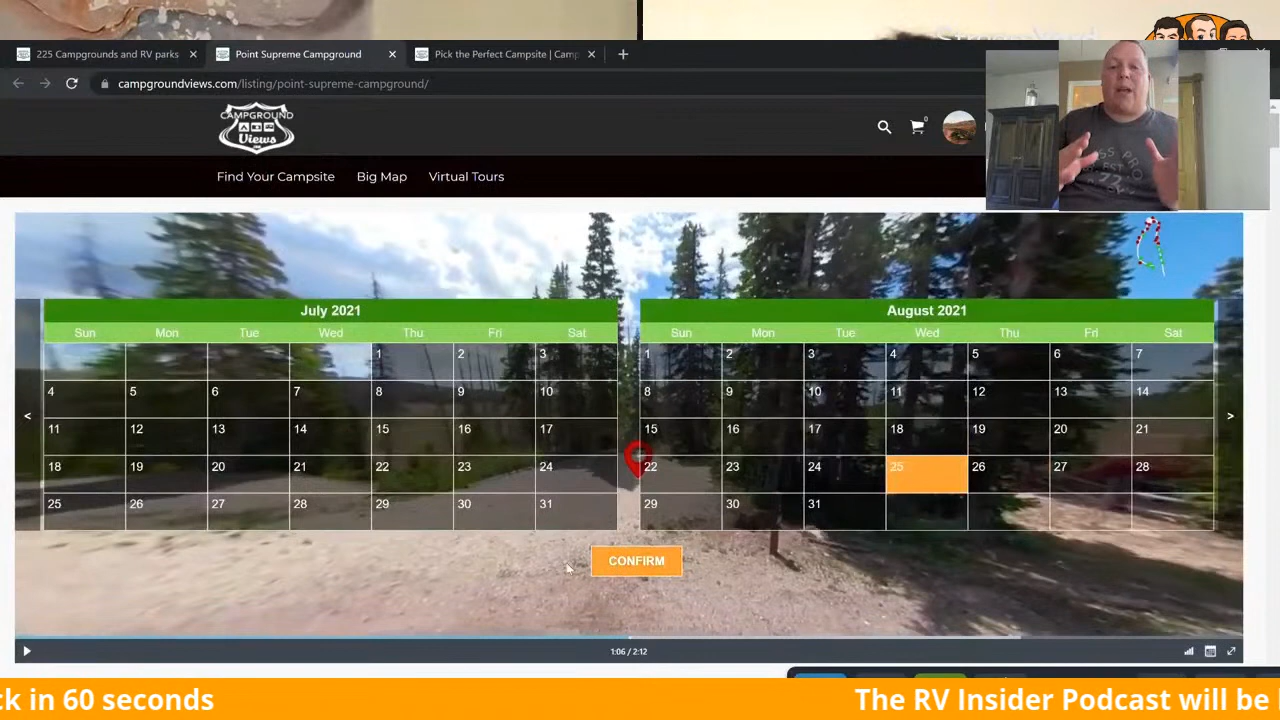 225 Campgrounds and RV parks
Point Supreme Campground
Pick the Perfect Campsite | Camp
campgroundviews.com/listing/point-supreme-campground/
CAMPGROUND
Views
0
Find Your Campsite Big Map Virtual Tours
July 2021
Sun Mon Tue Wed Thu Fri Sat
1 2 3
4 5 6 7 8 9 10
11 12 13 14 15 16 17
18 19 20 21 22 23 24
25 26 27 28 29 30 31
August 2021
Sun Mon Tue Wed Thu Fri Sat
1 2 3 4 5 6 7
8 9 10 11 12 13 14
15 16 17 18 19 20 21
22 23 24 25 26 27 28
29 30 31
< >
CONFIRM
1:06 / 2:12
ck in 60 seconds
The RV Insider Podcast will be